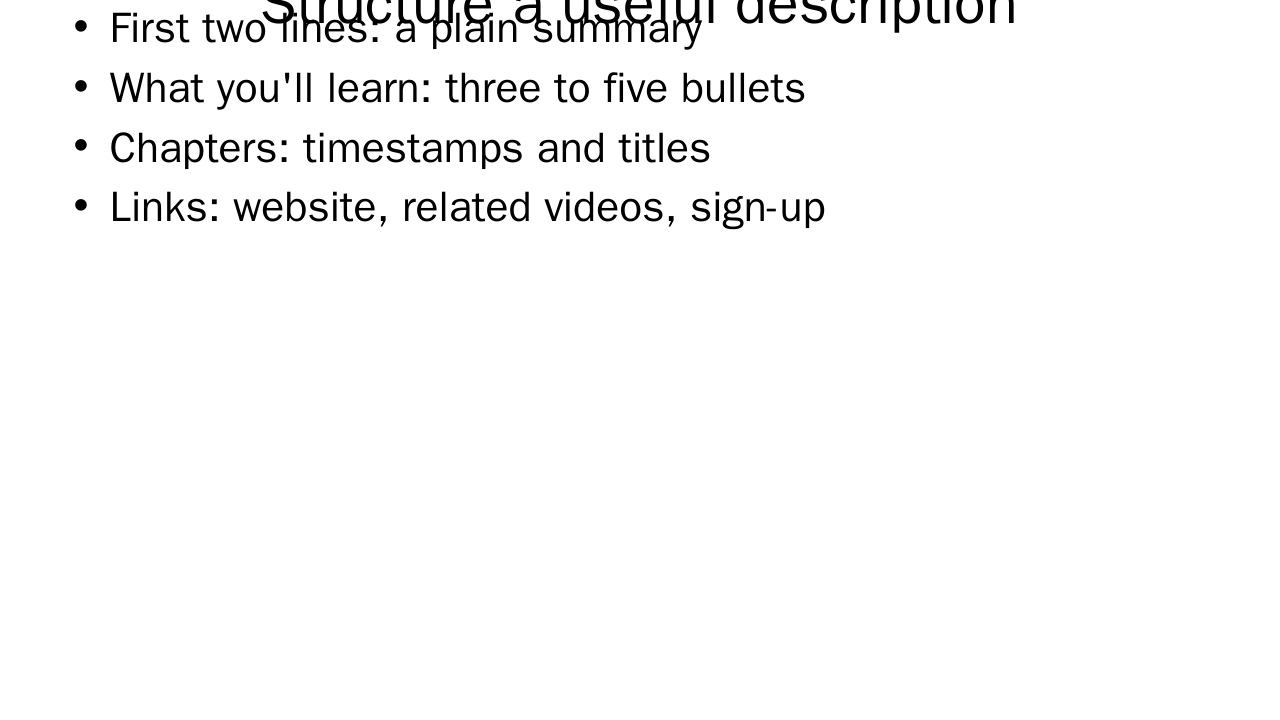 Structure a useful description
• First two lines: a plain summary
• What you'll learn: three to five bullets
• Chapters: timestamps and titles
• Links: website, related videos, sign-up